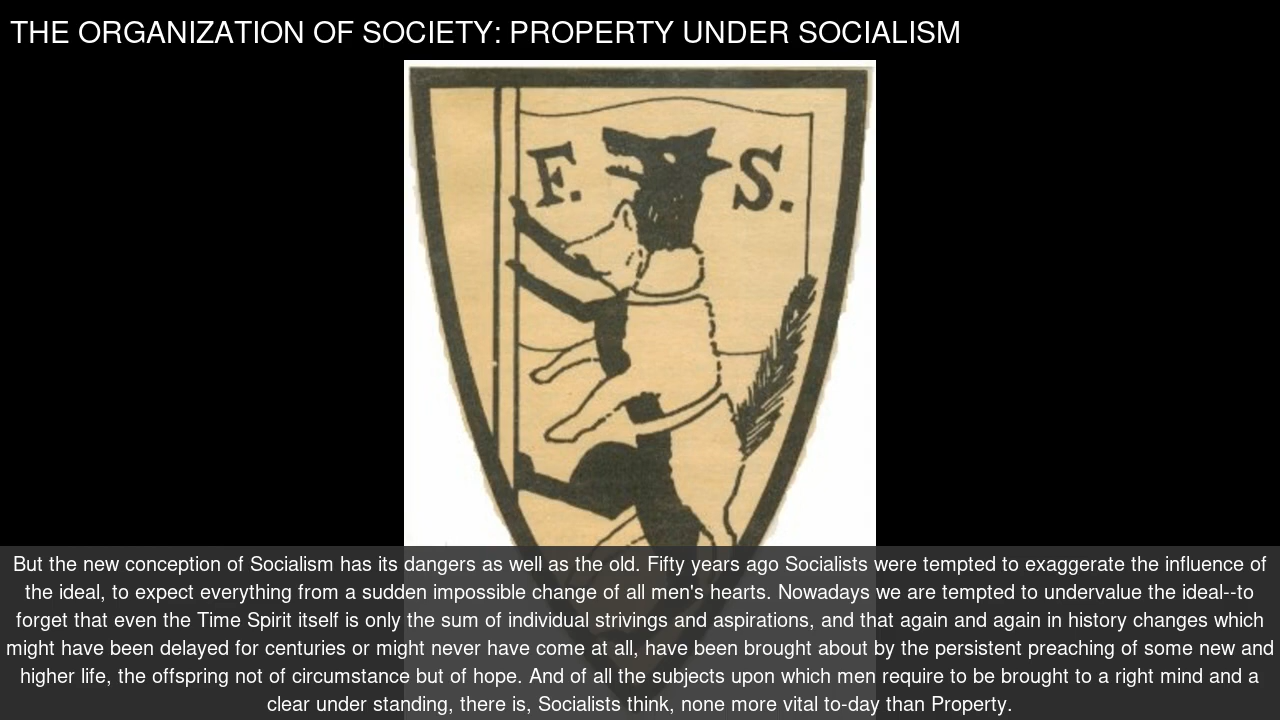 THE ORGANIZATION OF SOCIETY: PROPERTY UNDER SOCIALISM
F. S.
But the new conception of Socialism has its dangers as well as the old. Fifty years ago Socialists were tempted to exaggerate the influence of
the ideal, to expect everything from a sudden impossible change of all men's hearts. Nowadays we are tempted to undervalue the ideal--to
forget that even the Time Spirit itself is only the sum of individual strivings and aspirations, and that again and again in history changes which
might have been delayed for centuries or might never have come at all, have been brought about by the persistent preaching of some new and
higher life, the offspring not of circumstance but of hope. And of all the subjects upon which men require to be brought to a right mind and a
clear under standing, there is, Socialists think, none more vital to-day than Property.